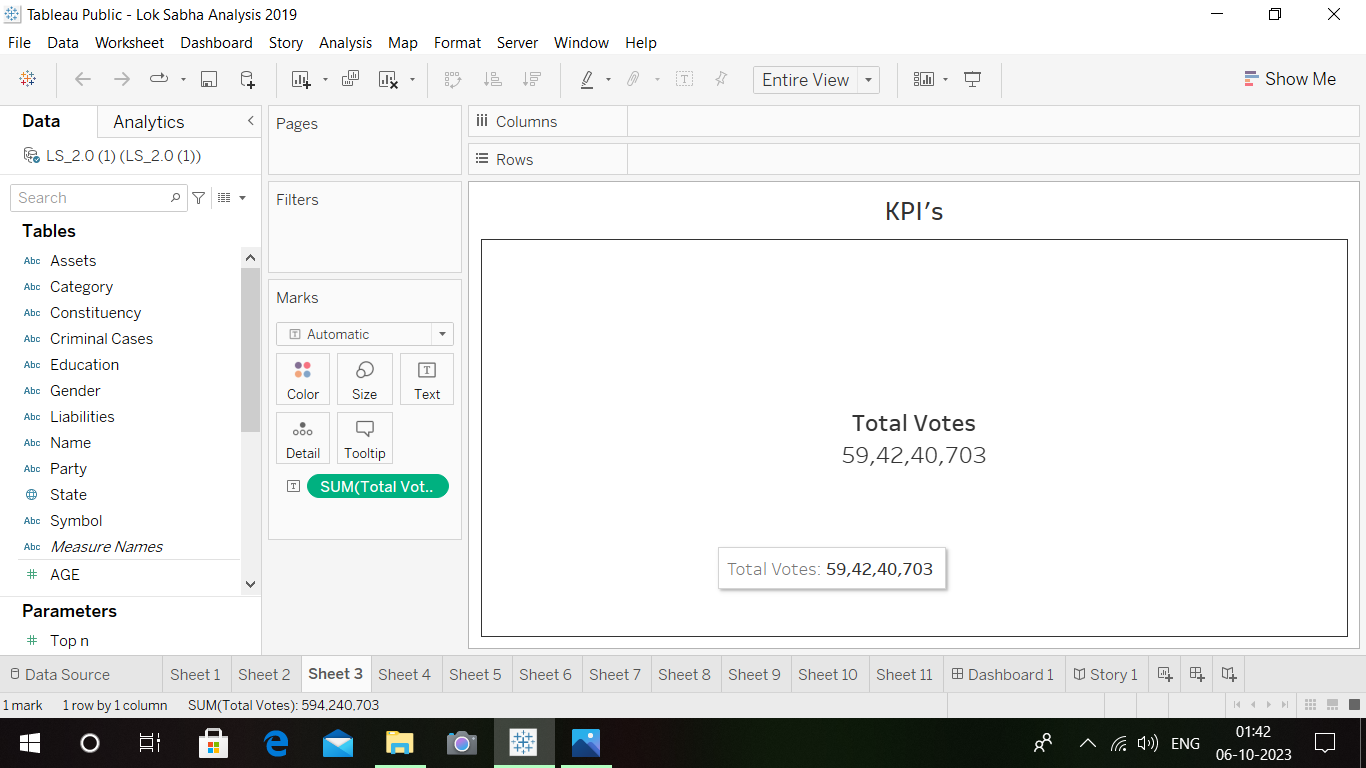 Tableau Public - Lok Sabha Analysis 2019
File Data Worksheet Dashboard Story Analysis Map Format Server Window Help
Entire View
Show Me
Data Analytics
LS_2.0 (1) (LS_2.0 (1))
Search
Tables
Abc Assets
Abc Category
Abc Constituency
Abc Criminal Cases
Abc Education
Abc Gender
Abc Liabilities
Abc Name
Abc Party
State
Abc Symbol
Abc Measure Names
# AGE
Parameters
# Top n
Pages
Filters
Marks
T Automatic
Color Size T Text
Detail Tooltip
T SUM(Total Vot..
Columns
Rows
KPI's
Total Votes
59,42,40,703
Total Votes: 59,42,40,703
Data Source Sheet 1 Sheet 2 Sheet 3 Sheet 4 Sheet 5 Sheet 6 Sheet 7 Sheet 8 Sheet 9 Sheet 10 Sheet 11 Dashboard 1 Story 1
1 mark 1 row by 1 column SUM(Total Votes): 594,240,703
ENG
01:42
06-10-2023